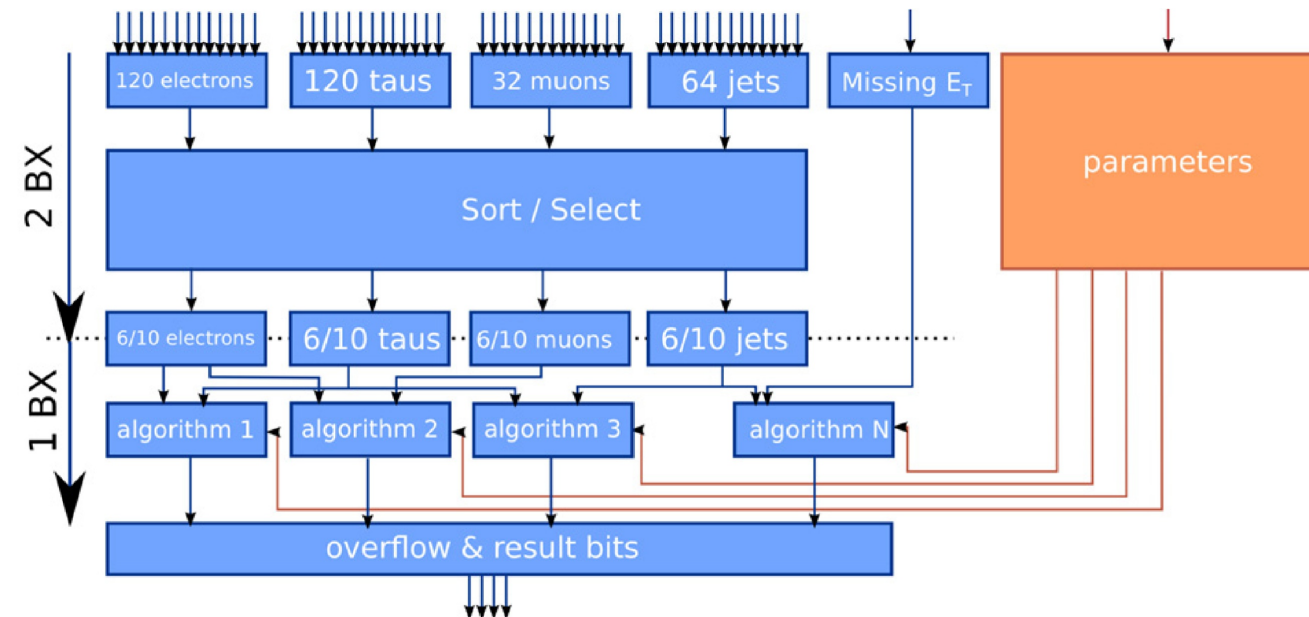 120 electrons
120 taus
32 muons
64 jets
Missing E_T
parameters
2 BX
Sort / Select
6/10 electrons
6/10 taus
6/10 muons
6/10 jets
1 BX
algorithm 1
algorithm 2
algorithm 3
algorithm N
overflow & result bits